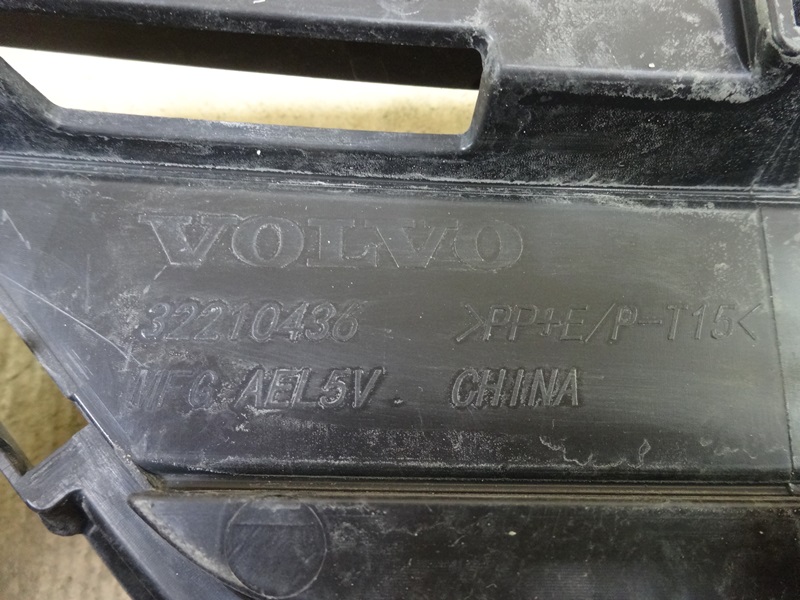 VOLVO
32210436 >PP+E/P-T15<
MFG AEL5V CHINA